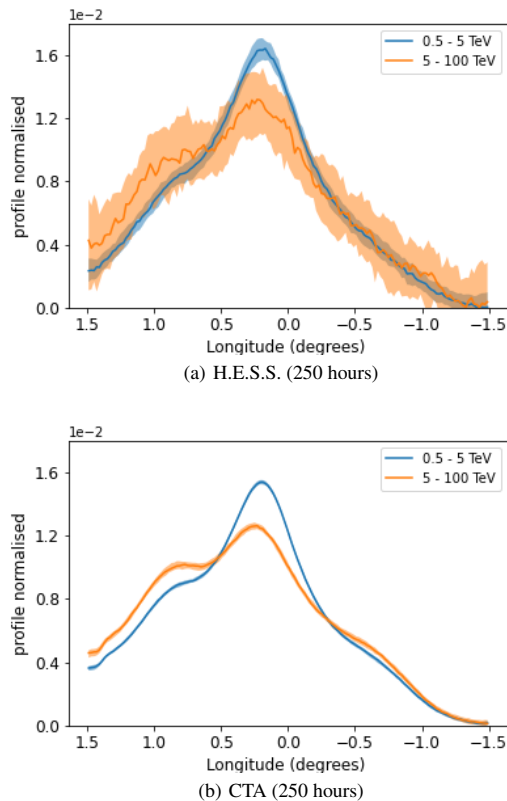 1e−2
1.6
1.2
0.8
0.4
0.0
profile normalised
0.5 - 5 TeV
5 - 100 TeV
1.5 1.0 0.5 0.0 −0.5 −1.0 −1.5
Longitude (degrees)
(a) H.E.S.S. (250 hours)
1e−2
1.6
1.2
0.8
0.4
0.0
profile normalised
0.5 - 5 TeV
5 - 100 TeV
1.5 1.0 0.5 0.0 −0.5 −1.0 −1.5
Longitude (degrees)
(b) CTA (250 hours)